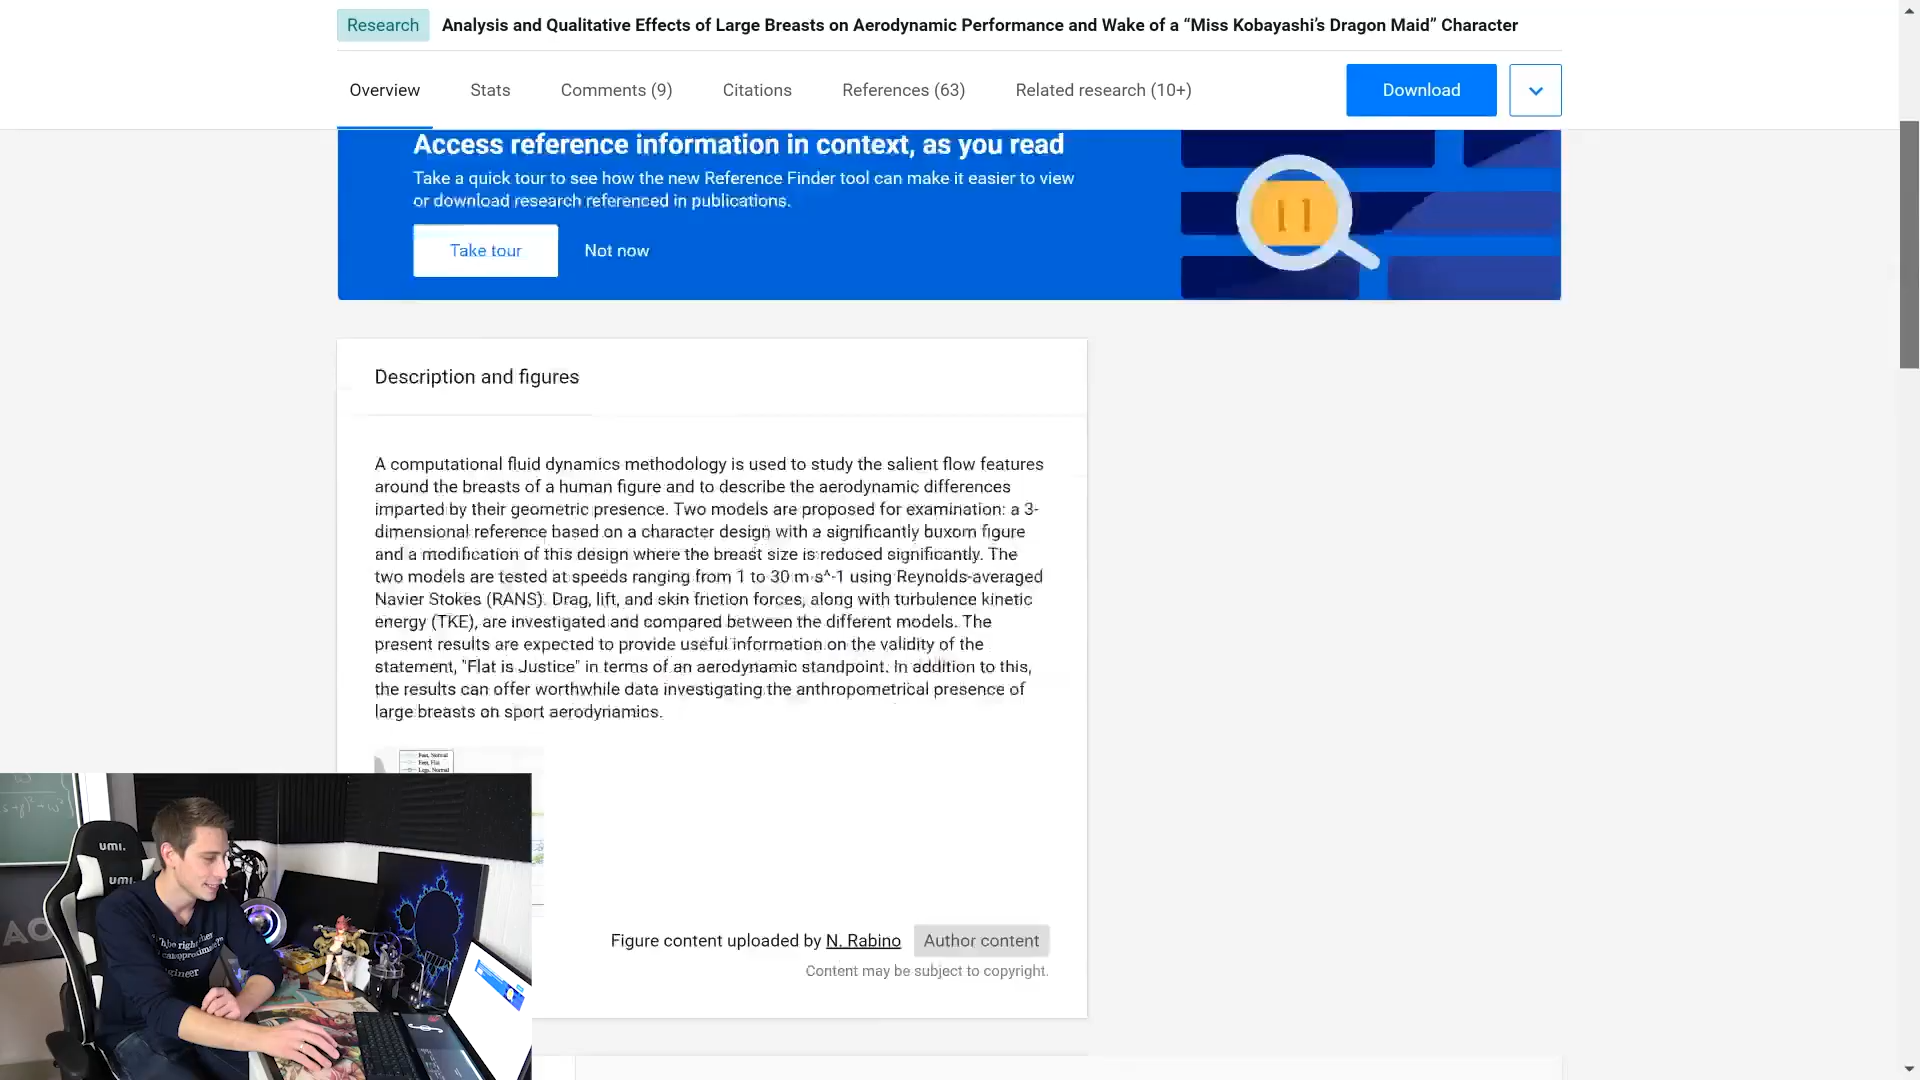 Research Analysis and Qualitative Effects of Large Breasts on Aerodynamic Performance and Wake of a “Miss Kobayashi’s Dragon Maid” Character
Overview Stats Comments (9) Citations References (63) Related research (10+) Download
Access reference information in context, as you read
Take a quick tour to see how the new Reference Finder tool can make it easier to view
or download research referenced in publications.
Take tour Not now
Description and figures
A computational fluid dynamics methodology is used to study the salient flow features
around the breasts of a human figure and to describe the aerodynamic differences
imparted by their geometric presence. Two models are proposed for examination: a 3-
dimensional reference based on a character design with a significantly buxom figure
and a modification of this design where the breast size is reduced significantly. The
two models are tested at speeds ranging from 1 to 30 m s^-1 using Reynolds-averaged
Navier Stokes (RANS). Drag, lift, and skin friction forces, along with turbulence kinetic
energy (TKE), are investigated and compared between the different models. The
present results are expected to provide useful information on the validity of the
statement, "Flat is Justice" in terms of an aerodynamic standpoint. In addition to this,
the results can offer worthwhile data investigating the anthropometrical presence of
large breasts on sport aerodynamics.
Feet, Normal
Feet, Flat
Legs, Normal
umi.
umi.
Figure content uploaded by N. Rabino Author content
Content may be subject to copyright.